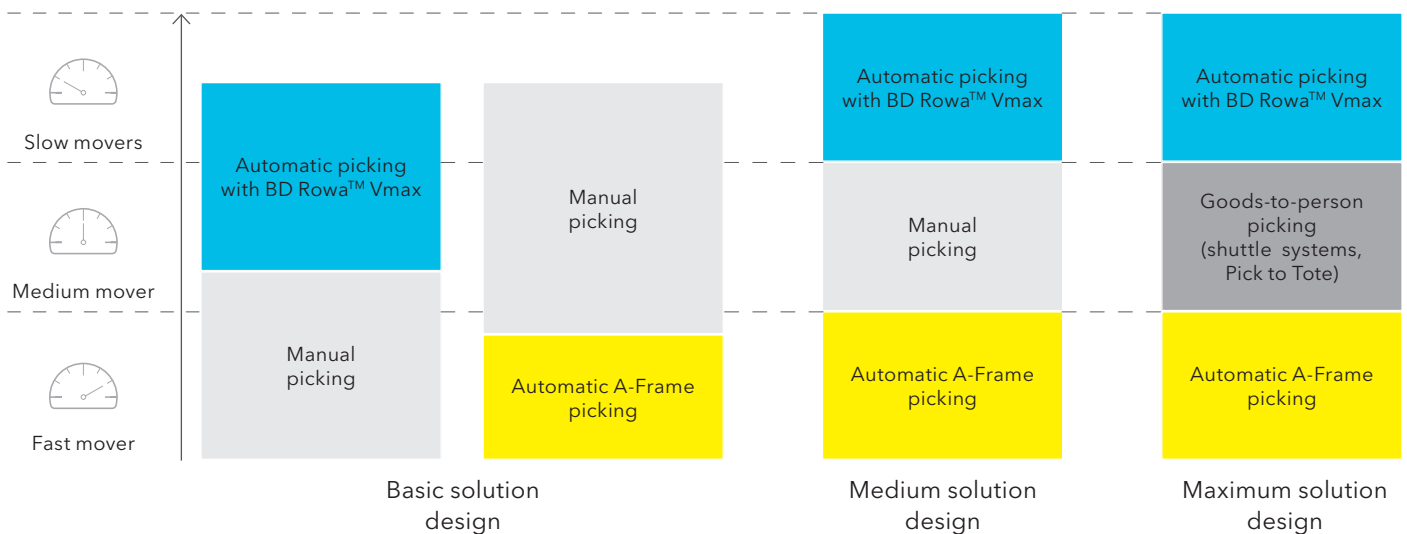 Slow movers
Medium mover
Fast mover
Automatic picking
with BD Rowa™ Vmax
Manual
picking
Manual
picking
Automatic A-Frame
picking
Basic solution
design
Automatic picking
with BD Rowa™ Vmax
Manual
picking
Automatic A-Frame
picking
Medium solution
design
Automatic picking
with BD Rowa™ Vmax
Goods-to-person
picking
(shuttle systems,
Pick to Tote)
Automatic A-Frame
picking
Maximum solution
design